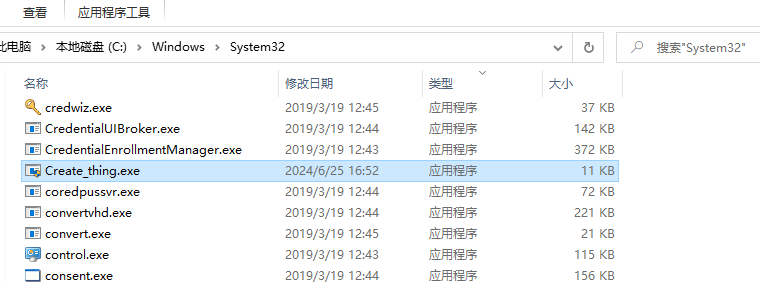 查看 应用程序工具
此电脑 本地磁盘 (C:) Windows System32 搜索"System32"
名称 修改日期 类型 大小
credwiz.exe 2019/3/19 12:45 应用程序 37 KB
CredentialUIBroker.exe 2019/3/19 12:44 应用程序 142 KB
CredentialEnrollmentManager.exe 2019/3/19 12:43 应用程序 372 KB
Create_thing.exe 2024/6/25 16:52 应用程序 11 KB
coredpussvr.exe 2019/3/19 12:44 应用程序 72 KB
convertvhd.exe 2019/3/19 12:44 应用程序 221 KB
convert.exe 2019/3/19 12:45 应用程序 21 KB
control.exe 2019/3/19 12:43 应用程序 115 KB
consent.exe 2019/3/19 12:44 应用程序 156 KB